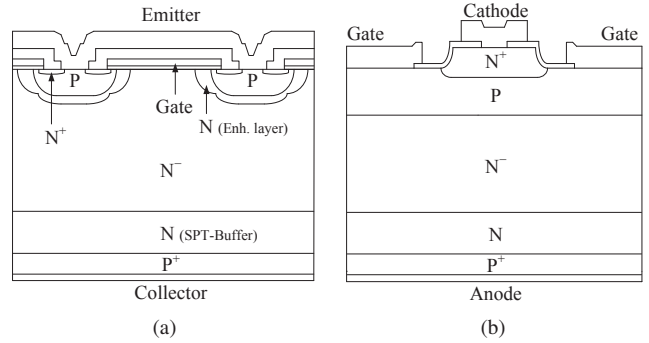 Emitter
P
P
N⁺
Gate
N (Enh. layer)
N⁻
N (SPT-Buffer)
P⁺
Collector
(a)
Cathode
Gate
Gate
N⁺
P
N⁻
N
P⁺
Anode
(b)